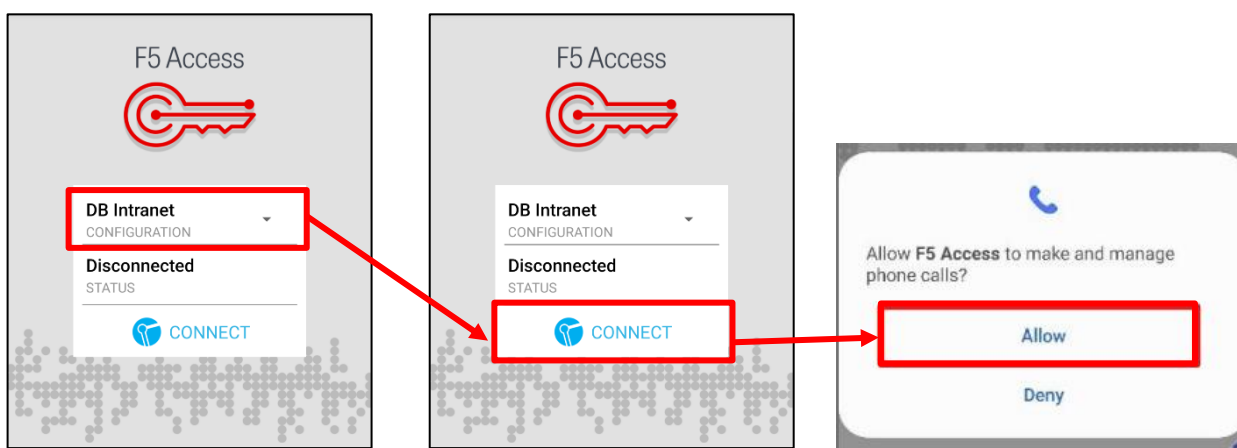 F5 Access
DB Intranet
CONFIGURATION
Disconnected
STATUS
CONNECT
F5 Access
DB Intranet
CONFIGURATION
Disconnected
STATUS
CONNECT
Allow F5 Access to make and manage
phone calls?
Allow
Deny